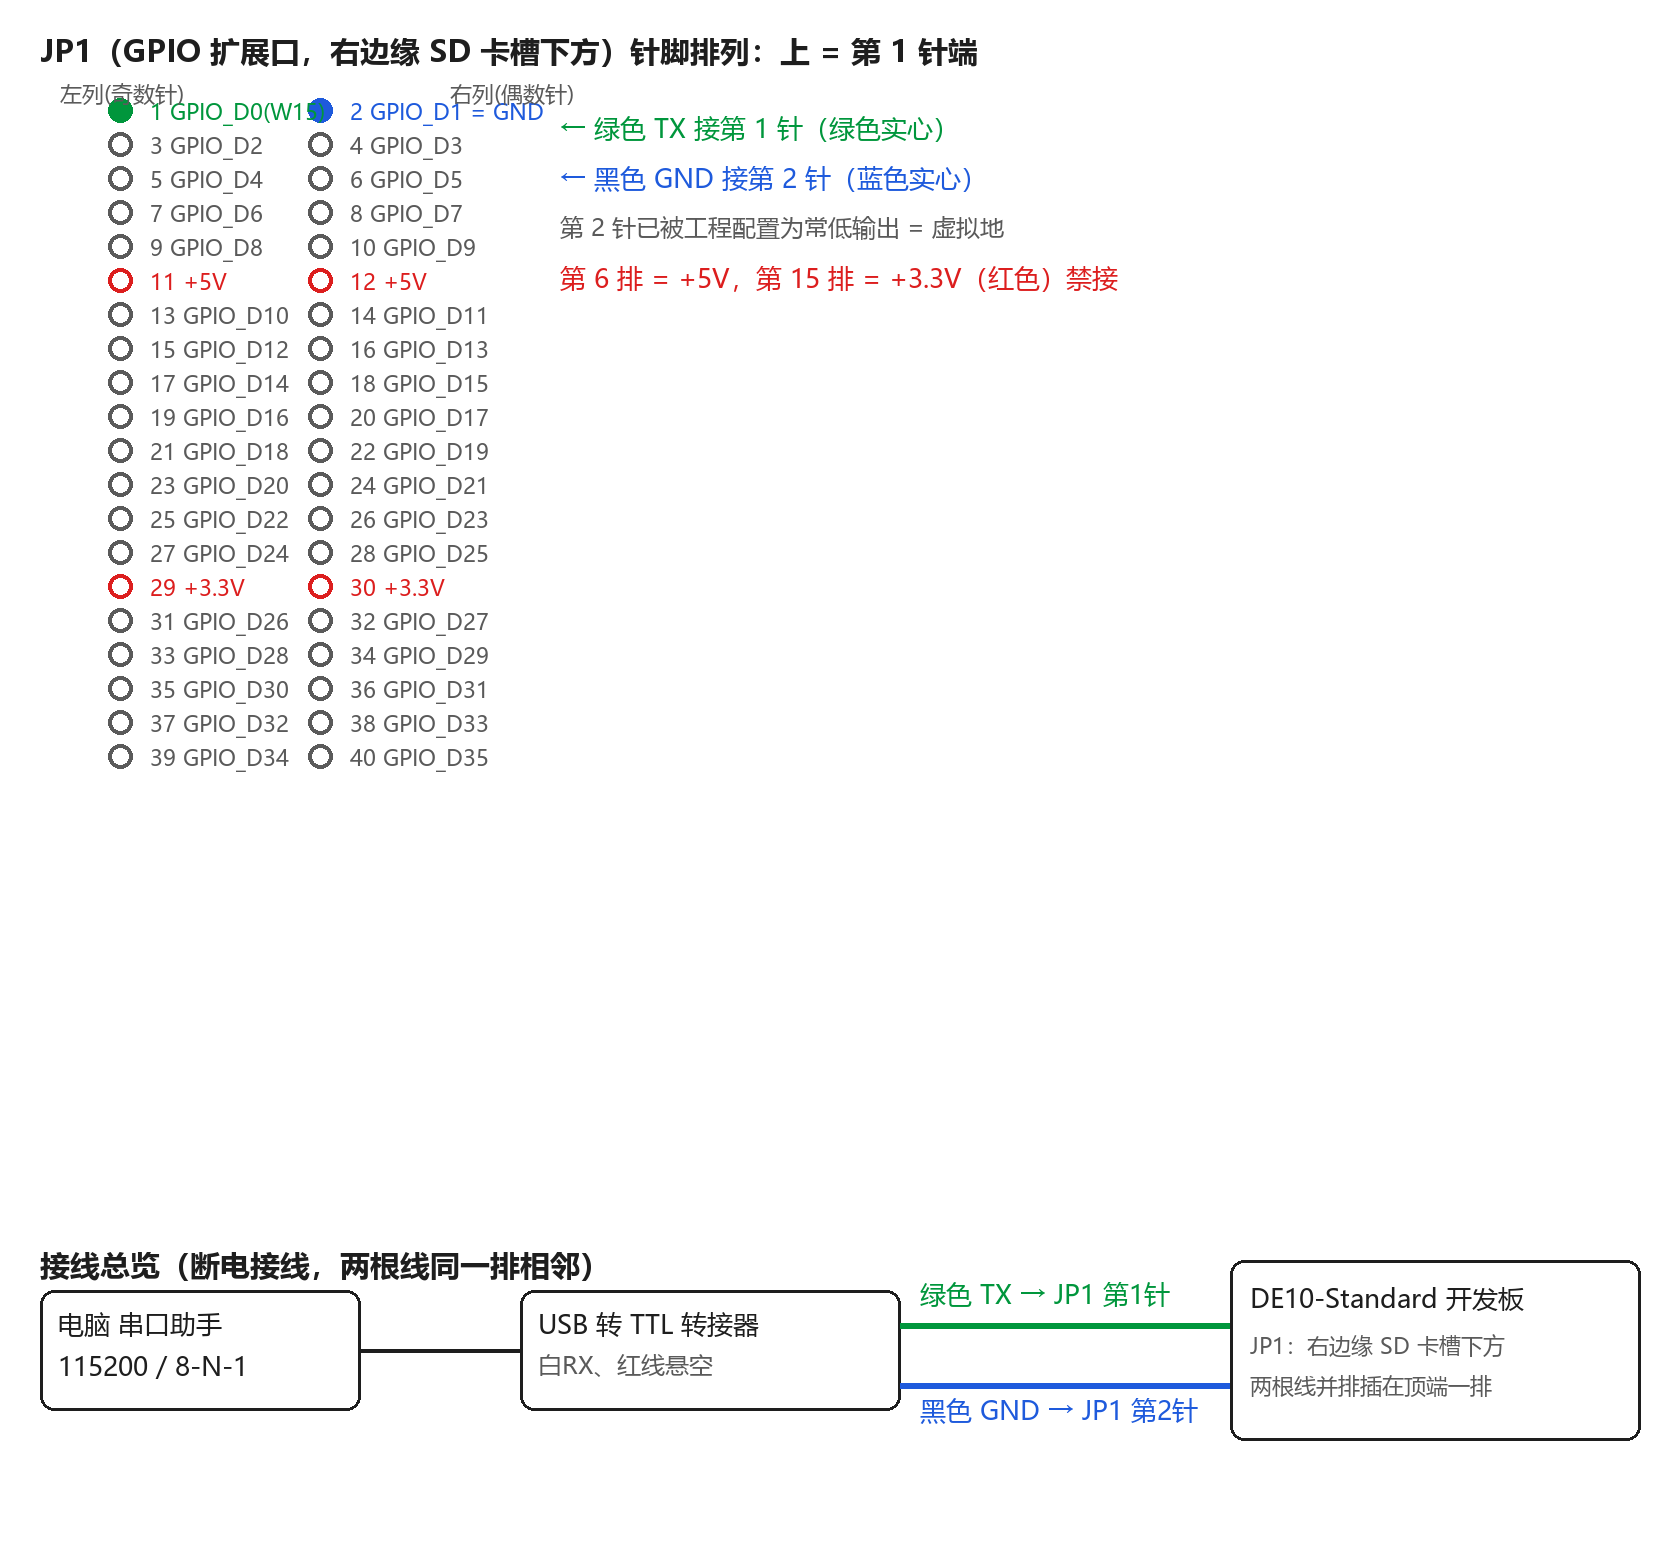 JP1（GPIO 扩展口，右边缘 SD 卡槽下方）针脚排列：上 = 第 1 针端
左列(奇数针) 右列(偶数针)
1 GPIO_D0(W15) 2 GPIO_D1 = GND
← 绿色 TX 接第 1 针（绿色实心）
3 GPIO_D2 4 GPIO_D3
5 GPIO_D4 6 GPIO_D5
← 黑色 GND 接第 2 针（蓝色实心）
7 GPIO_D6 8 GPIO_D7
第 2 针已被工程配置为常低输出 = 虚拟地
9 GPIO_D8 10 GPIO_D9
11 +5V 12 +5V
第 6 排 = +5V，第 15 排 = +3.3V（红色）禁接
13 GPIO_D10 14 GPIO_D11
15 GPIO_D12 16 GPIO_D13
17 GPIO_D14 18 GPIO_D15
19 GPIO_D16 20 GPIO_D17
21 GPIO_D18 22 GPIO_D19
23 GPIO_D20 24 GPIO_D21
25 GPIO_D22 26 GPIO_D23
27 GPIO_D24 28 GPIO_D25
29 +3.3V 30 +3.3V
31 GPIO_D26 32 GPIO_D27
33 GPIO_D28 34 GPIO_D29
35 GPIO_D30 36 GPIO_D31
37 GPIO_D32 38 GPIO_D33
39 GPIO_D34 40 GPIO_D35
接线总览（断电接线，两根线同一排相邻）
电脑 串口助手
115200 / 8-N-1
USB 转 TTL 转接器
白RX、红线悬空
绿色 TX → JP1 第1针
黑色 GND → JP1 第2针
DE10-Standard 开发板
JP1：右边缘 SD 卡槽下方
两根线并排插在顶端一排